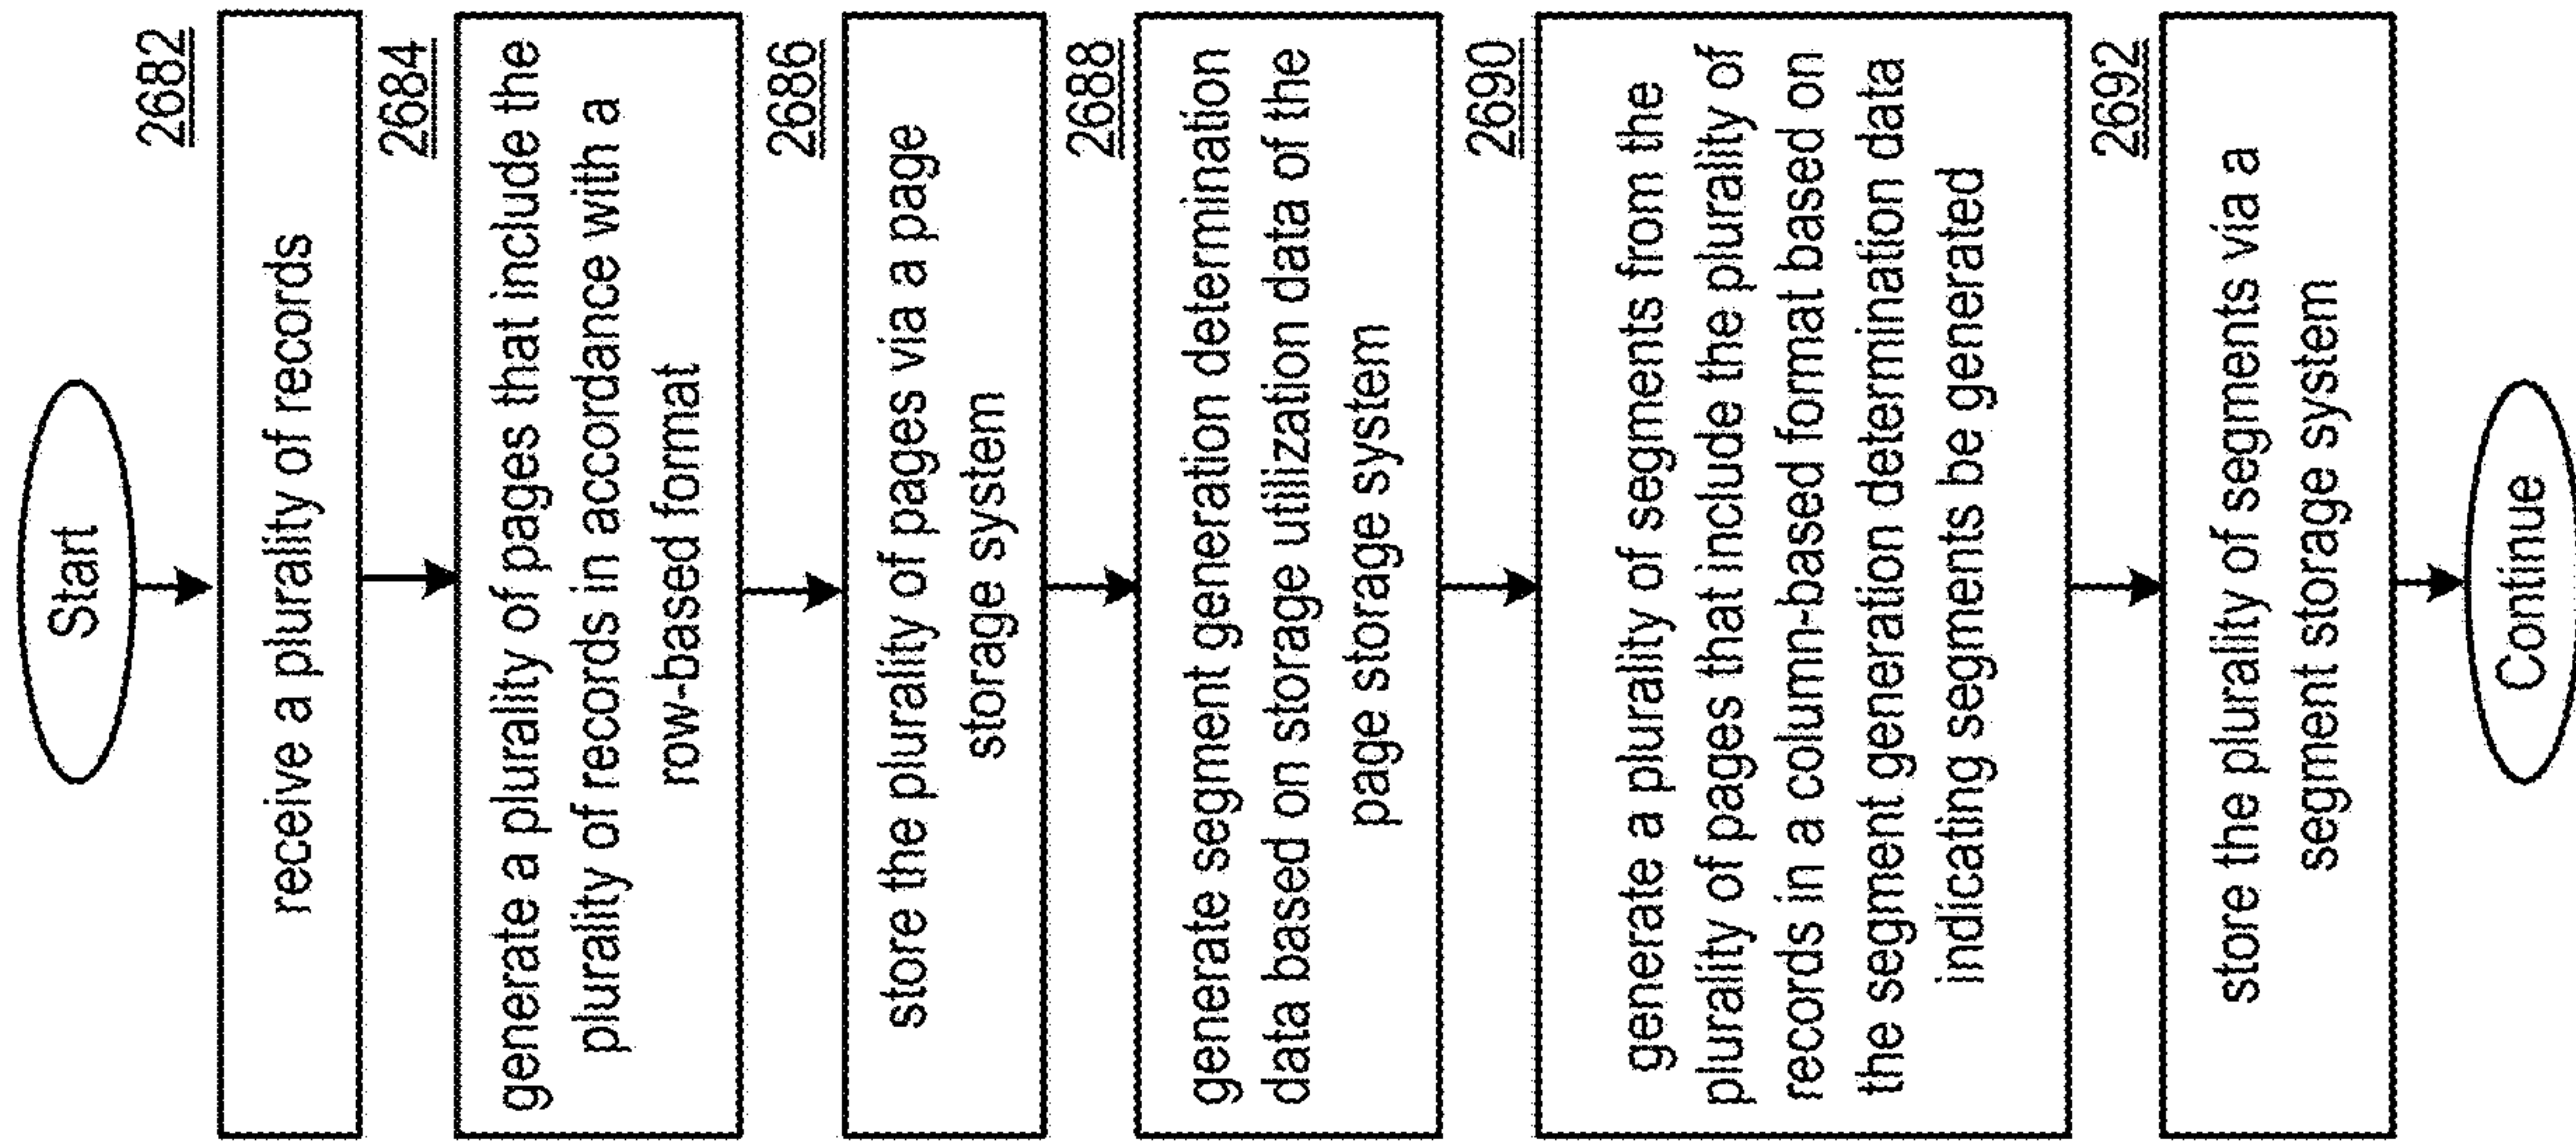 Start
2682
receive a plurality of records
2684
generate a plurality of pages that include the
plurality of records in accordance with a
row-based format
2686
store the plurality of pages via a page
storage system
2688
generate segment generation determination
data based on storage utilization data of the
page storage system
2690
generate a plurality of segments from the
plurality of pages that include the plurality of
records in a column-based format based on
the segment generation determination data
indicating segments be generated
2692
store the plurality of segments via a
segment storage system
Continue